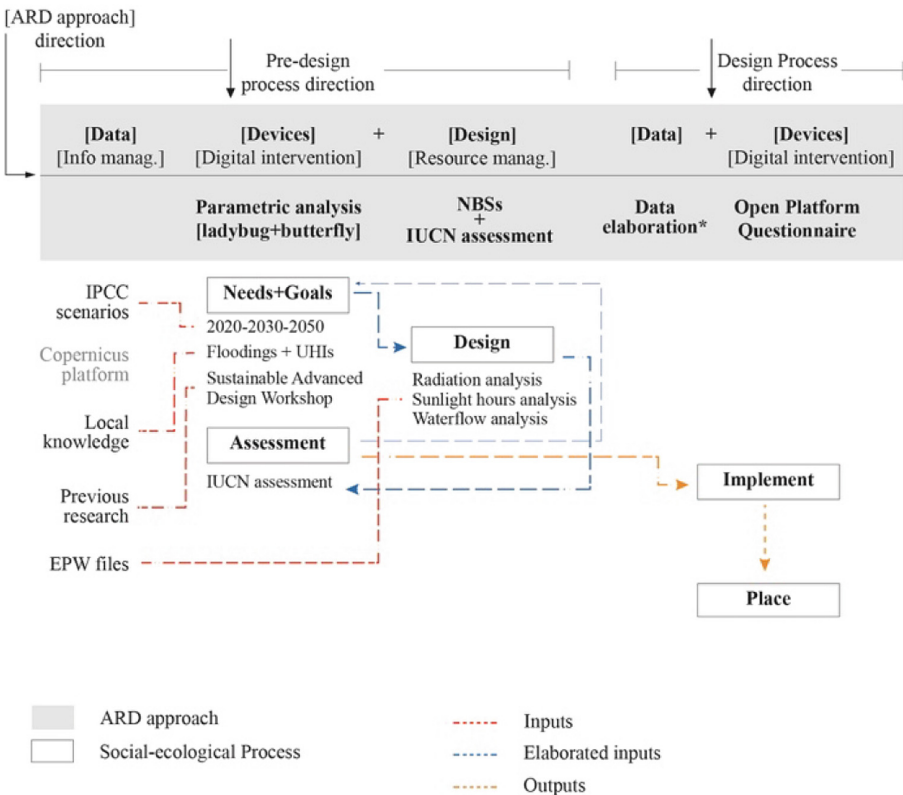 [ARD approach]
direction
Pre-design
process direction
Design Process
direction
[Data]
[Info manag.]
[Devices]
[Digital intervention]
+
[Design]
[Resource manag.]
[Data]
+
[Devices]
[Digital intervention]
Parametric analysis
[ladybug+butterfly]
NBSs
+
IUCN assessment
Data
elaboration*
Open Platform
Questionnaire
IPCC
scenarios
Copernicus
platform
Local
knowledge
Previous
research
EPW files
Needs+Goals
2020-2030-2050
Floodings + UHIs
Sustainable Advanced
Design Workshop
Assessment
IUCN assessment
Design
Radiation analysis
Sunlight hours analysis
Waterflow analysis
Implement
Place
ARD approach
Social-ecological Process
Inputs
Elaborated inputs
Outputs